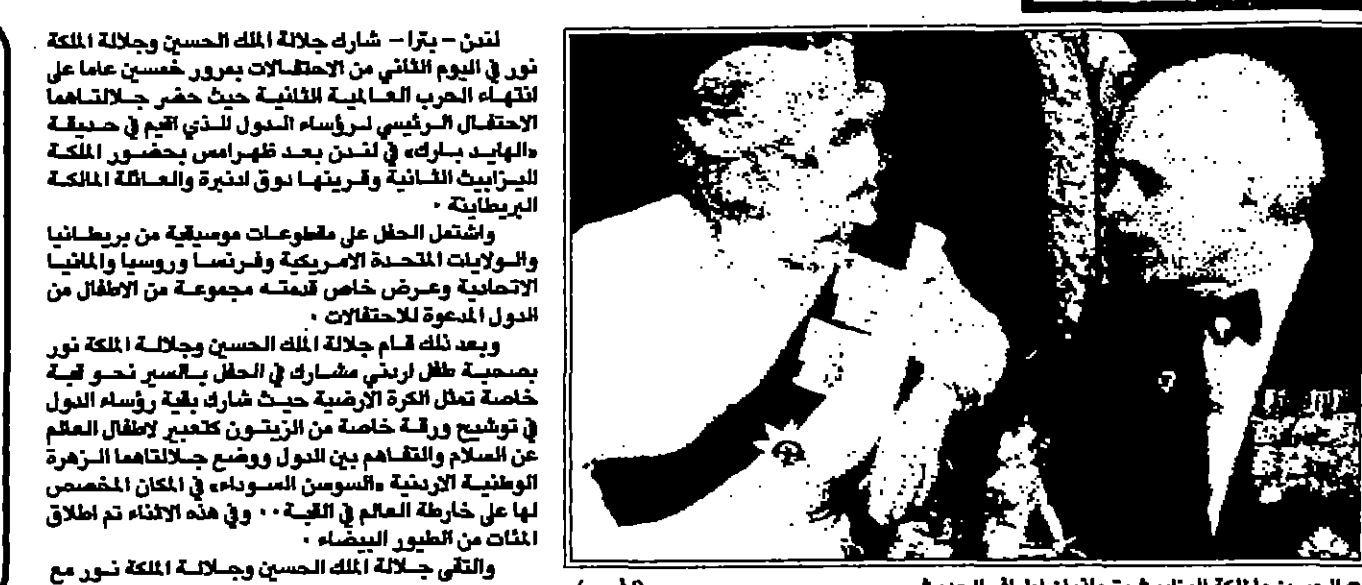 لندن - بترا - شارك جلالة الملك الحسين وجلالة الملكة
نور في اليوم الثاني من الاحتفالات بمرور خمسين عاما على
انتهاء الحرب العالمية الثانية حيث حضر جلالتاهما
الاحتفال الرئيسي لرؤساء الدول الذي اقيم في حديقة
«الهايد بارك» في لندن بعد ظهر امس بحضور الملكة
اليزابيث الثانية وقرينها دوق ادنبرة والعائلة المالكة
البريطاينة ٠
واشتمل الحفل على مقطوعات موسيقية من بريطانيا
والولايات المتحدة الامريكية وفرنسا وروسيا والمانيا
الاتحادية وعرض خاص قدمته مجموعة من الاطفال من
الدول المدعوة للاحتفالات ٠
وبعد ذلك قام جلالة الملك الحسين وجلالة الملكة نور
بصحبة طفل اردني مشارك في الحفل بالسير نحو قبة
خاصة تمثل الكرة الارضية حيث شارك بقية رؤساء الدول
في توشيح ورقة خاصة من الزيتون كتعبير لاطفال العالم
عن السلام والتفاهم بين الدول ووضع جلالتاهما الزهرة
الوطنية الاردنية «السوسن السوداء» في المكان المخصص
لها على خارطة العالم في القبة ٠٠ وفي هذه الاثناء تم اطلاق
المئات من الطيور البيضاء ٠
والتقى جلالة الملك الحسين وجلالة الملكة نور مع